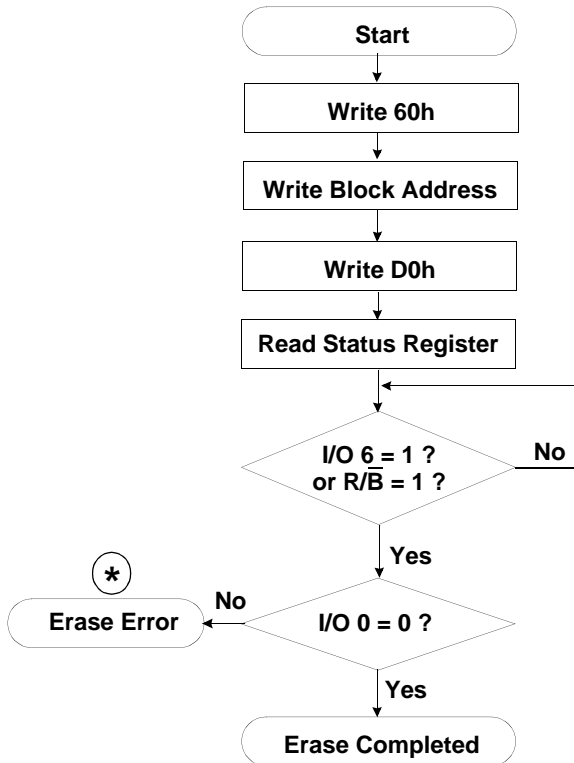 Start
Write 60h
Write Block Address
Write D0h
Read Status Register
I/O 6 = 1 ?
or R/B̅ = 1 ?
No
Yes
*
No
Erase Error
I/O 0 = 0 ?
Yes
Erase Completed